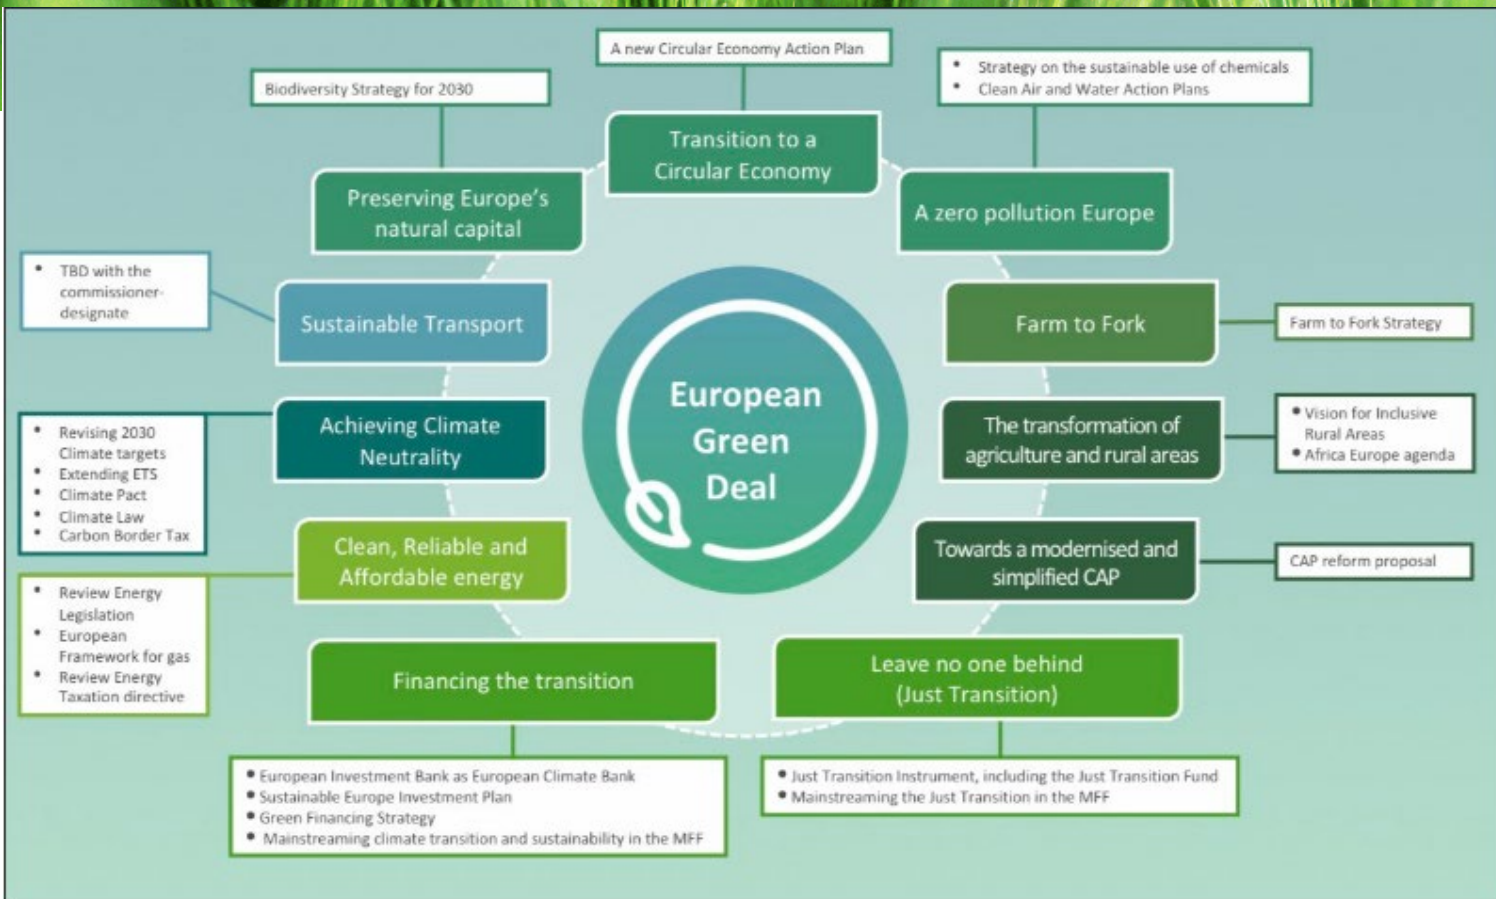 A new Circular Economy Action Plan
Biodiversity Strategy for 2030
• Strategy on the sustainable use of chemicals
• Clean Air and Water Action Plans
Transition to a
Circular Economy
Preserving Europe's
natural capital
A zero pollution Europe
• TBD with the
commissioner-
designate
Sustainable Transport
Farm to Fork
Farm to Fork Strategy
European
Green
Deal
• Revising 2030
Climate targets
• Extending ETS
• Climate Pact
• Climate Law
• Carbon Border Tax
Achieving Climate
Neutrality
The transformation of
agriculture and rural areas
• Vision for Inclusive
Rural Areas
• Africa Europe agenda
Clean, Reliable and
Affordable energy
Towards a modernised and
simplified CAP
CAP reform proposal
• Review Energy
Legislation
• European
Framework for gas
• Review Energy
Taxation directive
Financing the transition
Leave no one behind
(Just Transition)
• European Investment Bank as European Climate Bank
• Sustainable Europe Investment Plan
• Green Financing Strategy
• Mainstreaming climate transition and sustainability in the MFF
• Just Transition Instrument, including the Just Transition Fund
• Mainstreaming the Just Transition in the MFF